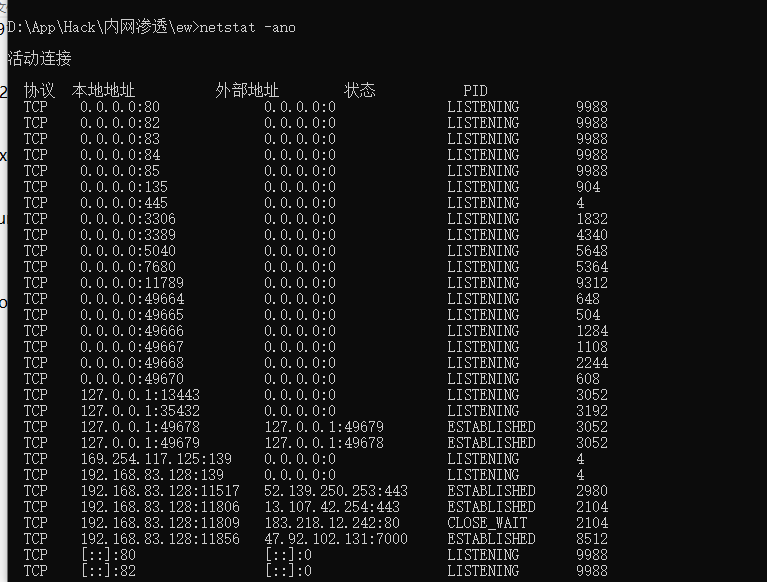 D:\App\Hack\内网渗透\ew>netstat -ano
活动连接
协议 本地地址 外部地址 状态 PID
TCP 0.0.0.0:80 0.0.0.0:0 LISTENING 9988
TCP 0.0.0.0:82 0.0.0.0:0 LISTENING 9988
TCP 0.0.0.0:83 0.0.0.0:0 LISTENING 9988
TCP 0.0.0.0:84 0.0.0.0:0 LISTENING 9988
TCP 0.0.0.0:85 0.0.0.0:0 LISTENING 9988
TCP 0.0.0.0:135 0.0.0.0:0 LISTENING 904
TCP 0.0.0.0:445 0.0.0.0:0 LISTENING 4
TCP 0.0.0.0:3306 0.0.0.0:0 LISTENING 1832
TCP 0.0.0.0:3389 0.0.0.0:0 LISTENING 4340
TCP 0.0.0.0:5040 0.0.0.0:0 LISTENING 5648
TCP 0.0.0.0:7680 0.0.0.0:0 LISTENING 5364
TCP 0.0.0.0:11789 0.0.0.0:0 LISTENING 9312
TCP 0.0.0.0:49664 0.0.0.0:0 LISTENING 648
TCP 0.0.0.0:49665 0.0.0.0:0 LISTENING 504
TCP 0.0.0.0:49666 0.0.0.0:0 LISTENING 1284
TCP 0.0.0.0:49667 0.0.0.0:0 LISTENING 1108
TCP 0.0.0.0:49668 0.0.0.0:0 LISTENING 2244
TCP 0.0.0.0:49670 0.0.0.0:0 LISTENING 608
TCP 127.0.0.1:13443 0.0.0.0:0 LISTENING 3052
TCP 127.0.0.1:35432 0.0.0.0:0 LISTENING 3192
TCP 127.0.0.1:49678 127.0.0.1:49679 ESTABLISHED 3052
TCP 127.0.0.1:49679 127.0.0.1:49678 ESTABLISHED 3052
TCP 169.254.117.125:139 0.0.0.0:0 LISTENING 4
TCP 192.168.83.128:139 0.0.0.0:0 LISTENING 4
TCP 192.168.83.128:11517 52.139.250.253:443 ESTABLISHED 2980
TCP 192.168.83.128:11806 13.107.42.254:443 ESTABLISHED 2104
TCP 192.168.83.128:11809 183.218.12.242:80 CLOSE_WAIT 2104
TCP 192.168.83.128:11856 47.92.102.131:7000 ESTABLISHED 8512
TCP [::]:80 [::]:0 LISTENING 9988
TCP [::]:82 [::]:0 LISTENING 9988